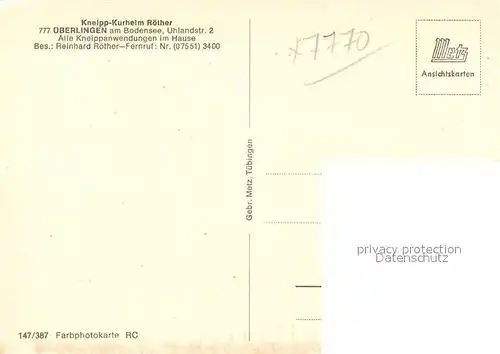 Kneipp-Kurheim Röther
777 ÜBERLINGEN am Bodensee, Uhlandstr. 2
Alle Kneippanwendungen im Hause
Bes.: Reinhard Röther—Fernruf: Nr. (07551) 3400
x7770
Metz
Ansichtskarten
Gebr. Metz, Tübingen
privacy protection
Datenschutz
147/387 Farbphotokarte RC